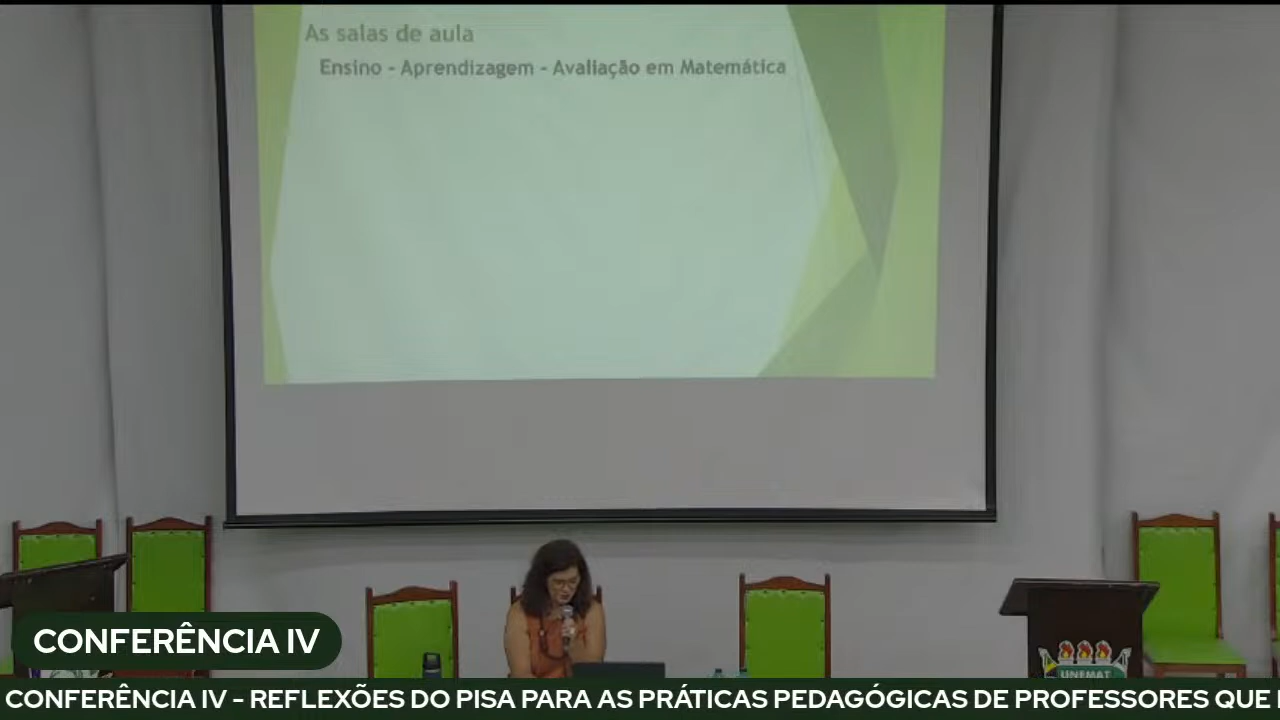 As salas de aula
Ensino - Aprendizagem - Avaliação em Matemática
CONFERÊNCIA IV
UNEMAT
CONFERÊNCIA IV - REFLEXÕES DO PISA PARA AS PRÁTICAS PEDAGÓGICAS DE PROFESSORES QUE